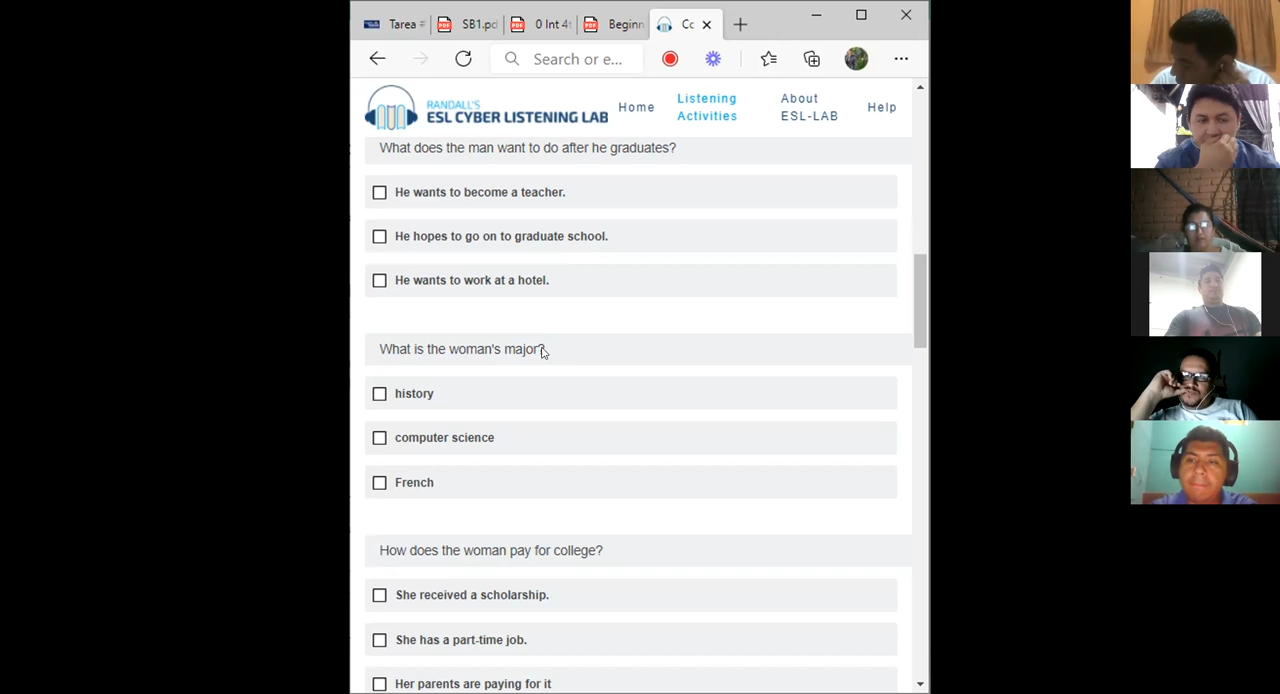 Tarea
SB1.pd
0 Int 4
Beginn
Cc
Search or e...
RANDALL'S
ESL CYBER LISTENING LAB
Home
Listening
Activities
About
ESL-LAB
Help
What does the man want to do after he graduates?
He wants to become a teacher.
He hopes to go on to graduate school.
He wants to work at a hotel.
What is the woman's major?
history
computer science
French
How does the woman pay for college?
She received a scholarship.
She has a part-time job.
Her parents are paying for it